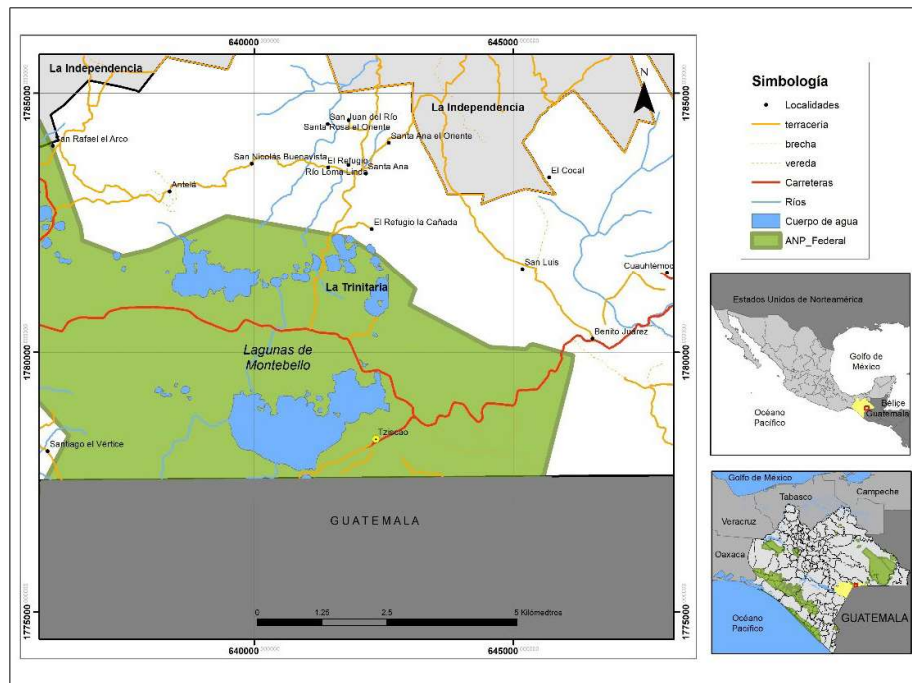 640000
645000
La Independencia
N
1785000
1785000
San Juan del Río
Santa Rosa el Oriente
La Independencia
San Rafael el Arco
Santa Ana el Oriente
San Nicolás Buenavista
El Refugio
Río Loma Linda
Santa Ana
El Cocal
Antelá
El Refugio la Cañada
San Luis
Cuauhtémoc
La Trinitaria
Benito Juárez
1780000
1780000
Lagunas de
Montebello
Tziscao
Santiago el Vértice
GUATEMALA
0 1.25 2.5 5 Kilómedtros
1775000
1775000
640000
645000
Simbología
Localidades
terraceria
brecha
vereda
Carreteras
Ríos
Cuerpo de agua
ANP_Federal
Estados Unidos de Norteamérica
Golfo de
México
Océano
Pacífico
Béliçe
Guatemala
Golfo de México
Tabasco
Campeche
Veracruz
Oaxaca
Océano
Pacífico
GUATEMALA